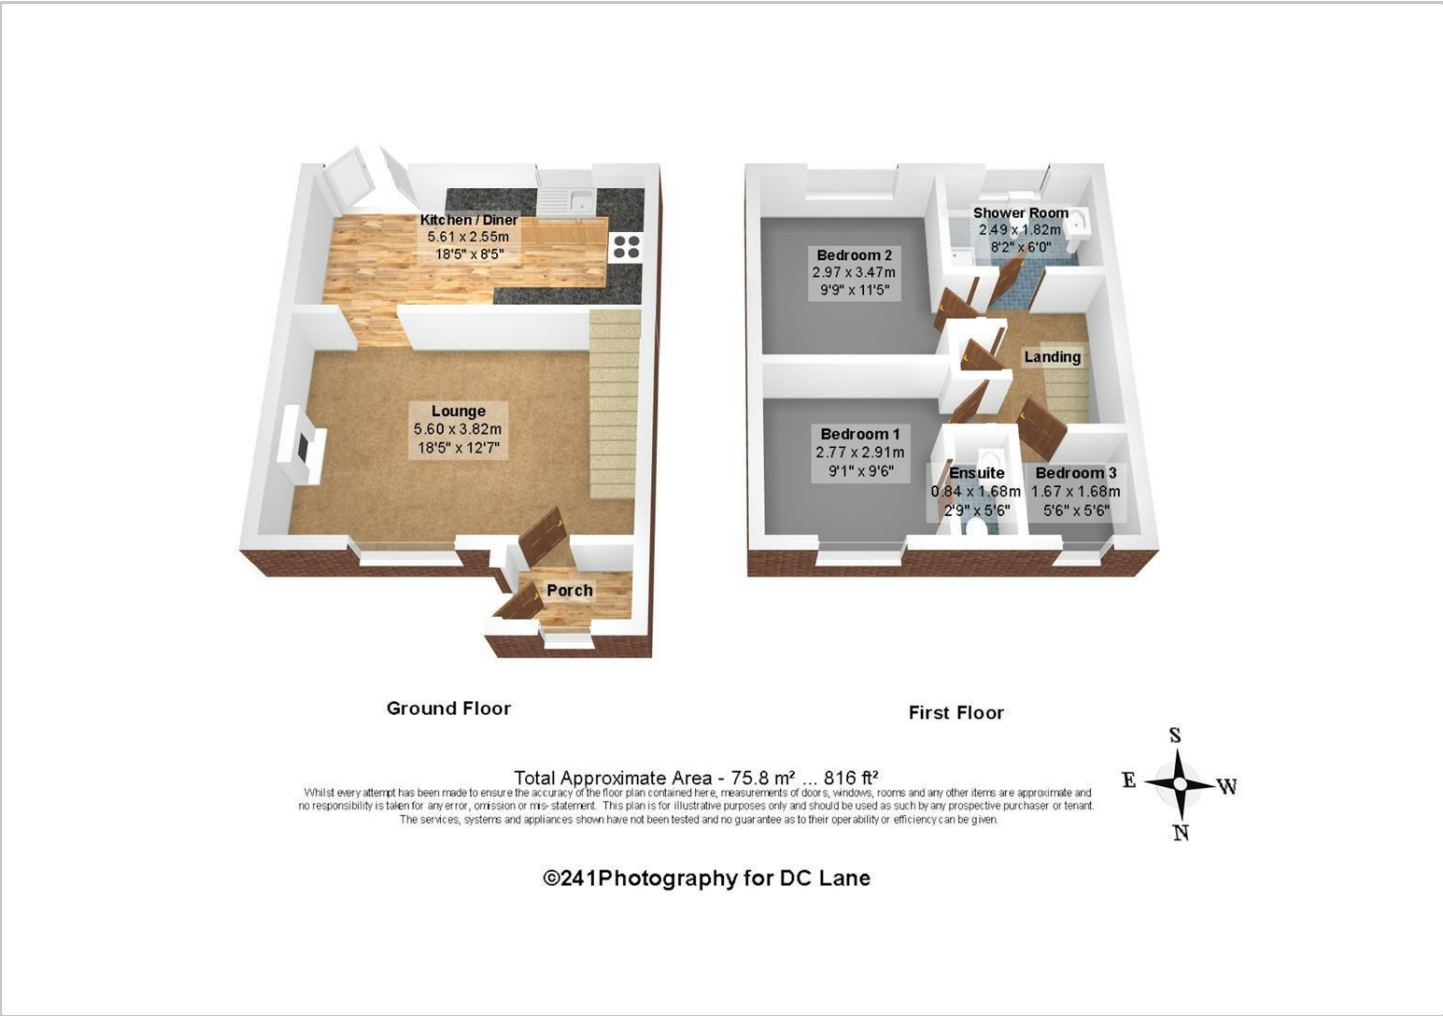 Kitchen / Diner
5.61 x 2.55m
18'5" x 8'5"
Lounge
5.60 x 3.82m
18'5" x 12'7"
Porch
Ground Floor
Bedroom 2
2.97 x 3.47m
9'9" x 11'5"
Shower Room
2.49 x 1.82m
8'2" x 6'0"
Landing
Bedroom 1
2.77 x 2.91m
9'1" x 9'6"
Ensuite
0.84 x 1.68m
2'9" x 5'6"
Bedroom 3
1.67 x 1.68m
5'6" x 5'6"
First Floor
S
E
W
N
Total Approximate Area - 75.8 m² ... 816 ft²
Whilst every attempt has been made to ensure the accuracy of the floor plan contained here, measurements of doors, windows, rooms and any other items are approximate and
no responsibility is taken for any error, omission or mis-statement. This plan is for illustrative purposes only and should be used as such by any prospective purchaser or tenant.
The services, systems and appliances shown have not been tested and no guarantee as to their operability or efficiency can be given.
©241Photography for DC Lane